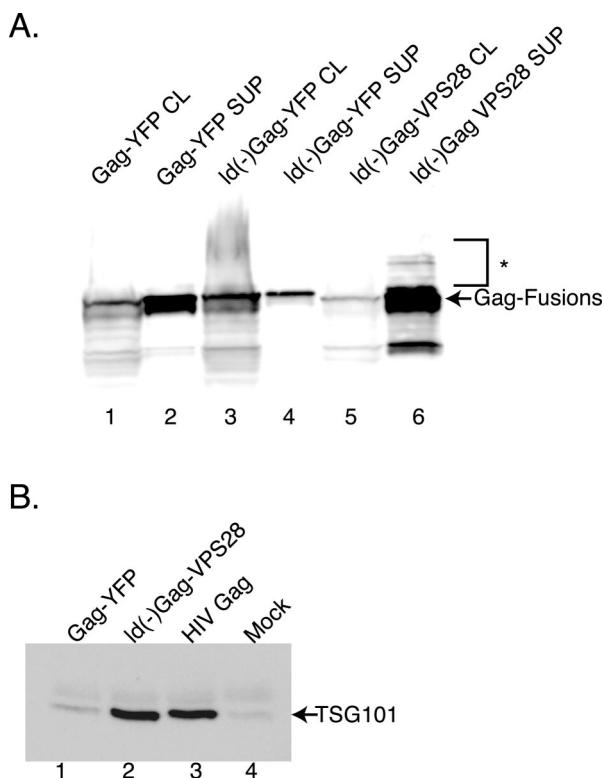 A.
Gag-YFP CL
Gag-YFP SUP
Id(-)Gag-YFP CL
Id(-)Gag-YFP SUP
Id(-)Gag-VPS28 CL
Id(-)Gag VPS28 SUP
*
Gag-Fusions
1 2 3 4 5 6
B.
Gag-YFP
Id(-)Gag-VPS28
HIV Gag
Mock
TSG101
1 2 3 4